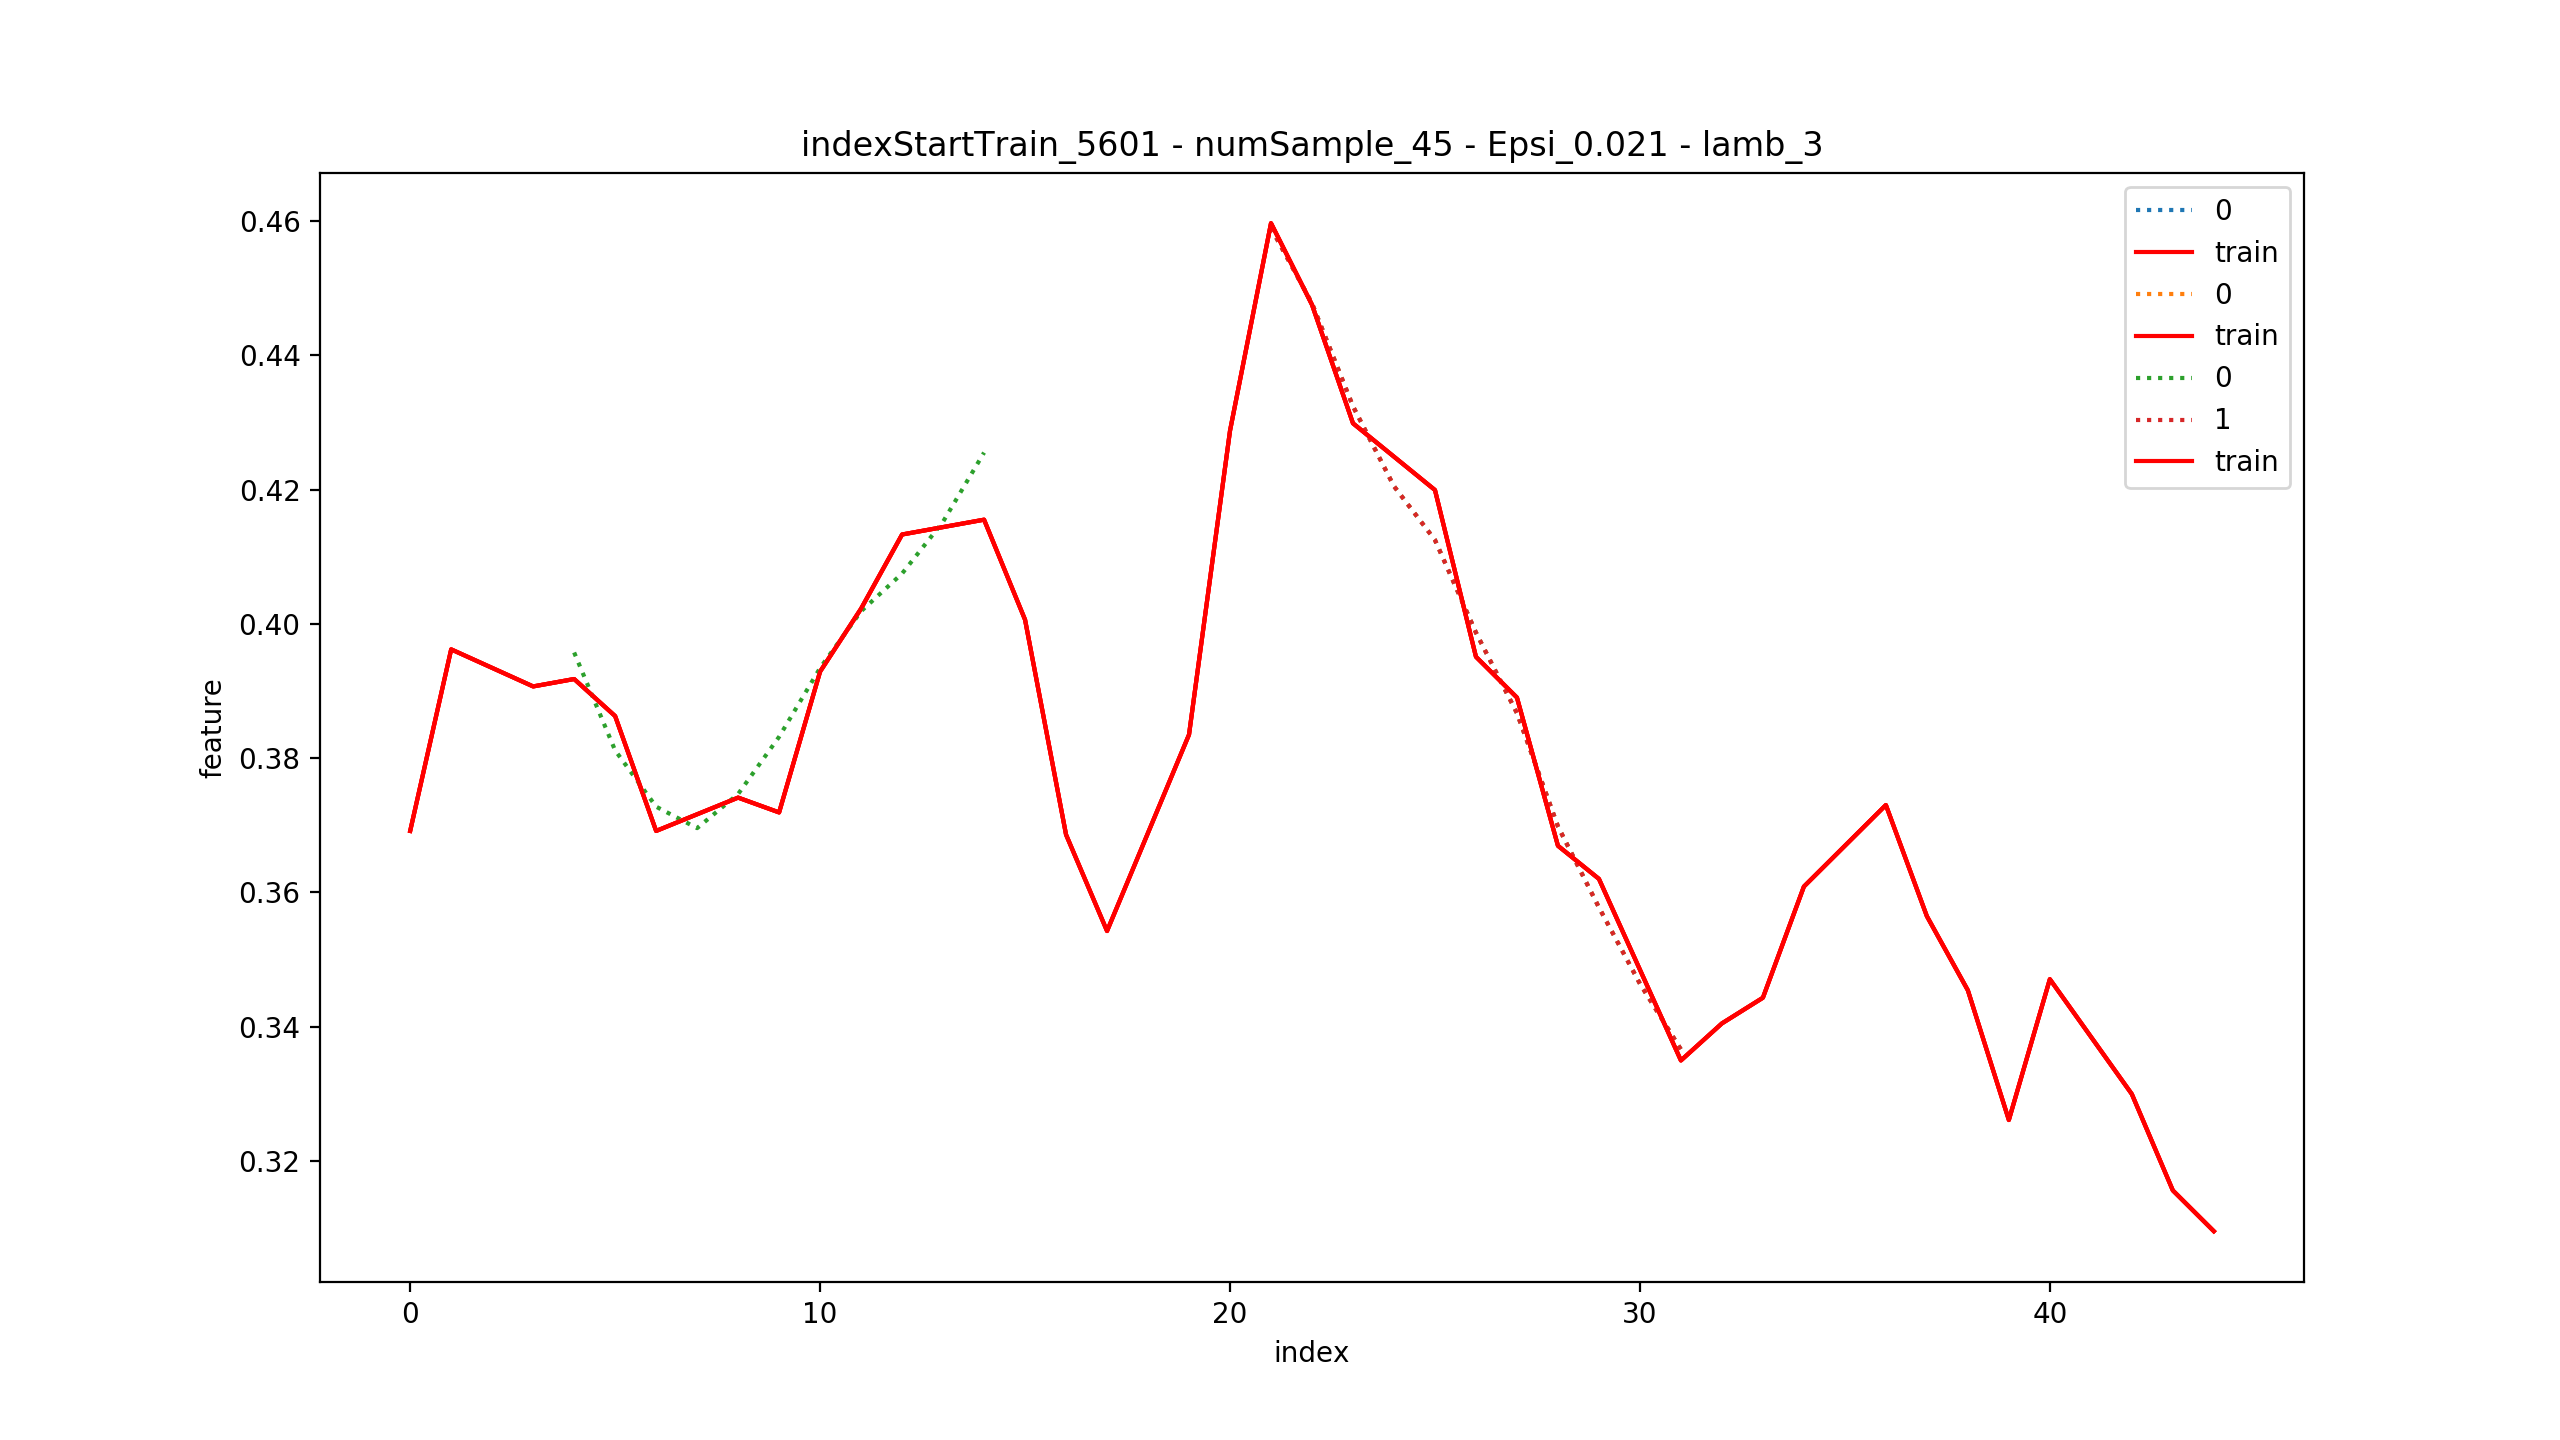 indexStartTrain_5601 - numSample_45 - Epsi_0.021 - lamb_3
0
train
0
train
0
1
train
0.46
0.44
0.42
0.40
0.38
0.36
0.34
0.32
feature
0 10 20 30 40
index